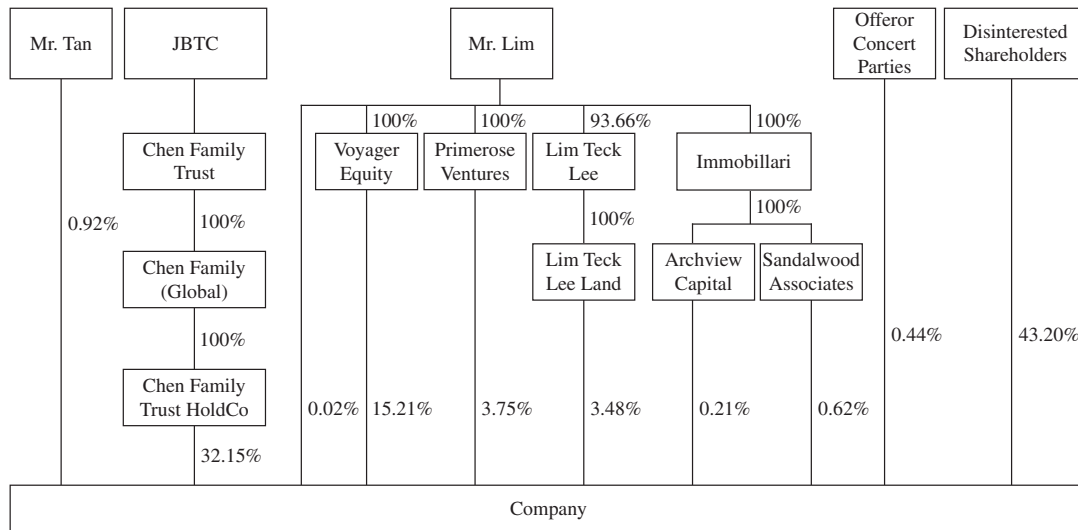 Mr. Tan
JBTC
Mr. Lim
Offeror
Concert
Parties
Disinterested
Shareholders
100%
100%
93.66%
100%
Chen Family
Trust
Voyager
Equity
Primerose
Ventures
Lim Teck
Lee
Immobillari
0.92%
100%
100%
100%
Chen Family
(Global)
Lim Teck
Lee Land
Archview
Capital
Sandalwood
Associates
100%
0.44%
43.20%
Chen Family
Trust HoldCo
0.02%
15.21%
3.75%
3.48%
0.21%
0.62%
32.15%
Company